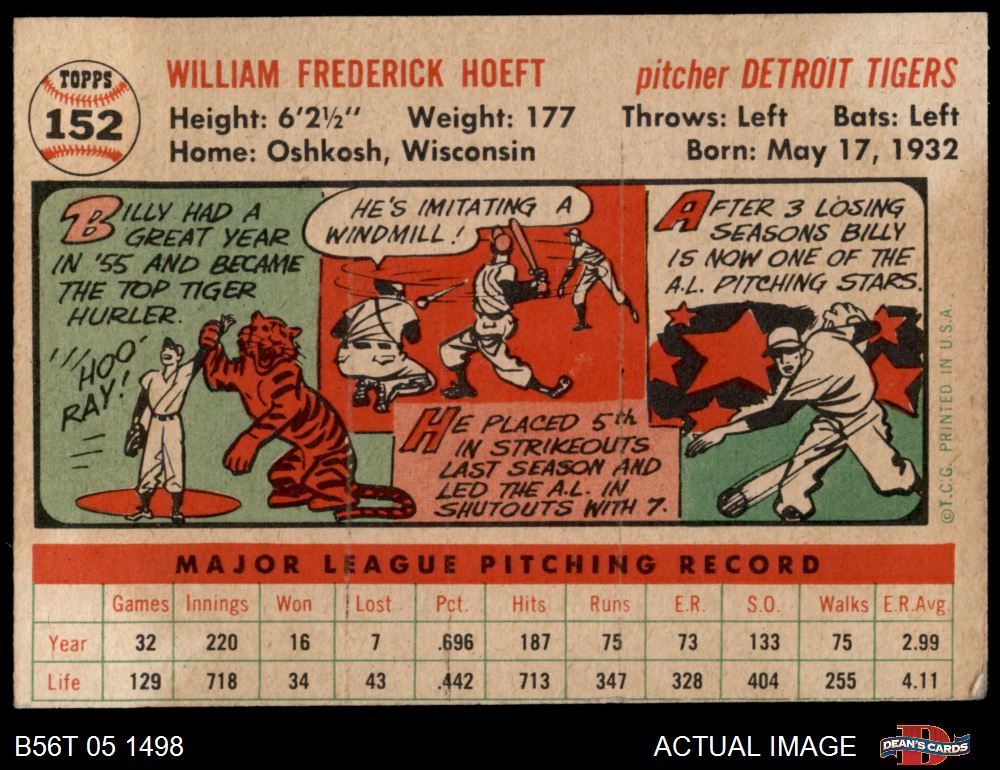 TOPPS
152
WILLIAM FREDERICK HOEFT
pitcher DETROIT TIGERS
Height: 6'2½" Weight: 177 Throws: Left Bats: Left
Home: Oshkosh, Wisconsin Born: May 17, 1932
BILLY HAD A
GREAT YEAR
IN '55 AND BECAME
THE TOP TIGER
HURLER.
HOO
RAY!
HE'S IMITATING A
WINDMILL!
HE PLACED 5th
IN STRIKEOUTS
LAST SEASON AND
LED THE A.L. IN
SHUTOUTS WITH 7.
AFTER 3 LOSING
SEASONS BILLY
IS NOW ONE OF THE
A.L. PITCHING STARS.
©T.C.G. PRINTED IN U.S.A.
MAJOR LEAGUE PITCHING RECORD
Games Innings Won Lost Pct. Hits Runs E.R. S.O. Walks E.R.Avg.
Year 32 220 16 7 .696 187 75 73 133 75 2.99
Life 129 718 34 43 .442 713 347 328 404 255 4.11
B56T 05 1498
ACTUAL IMAGE
D
DEAN'S CARDS